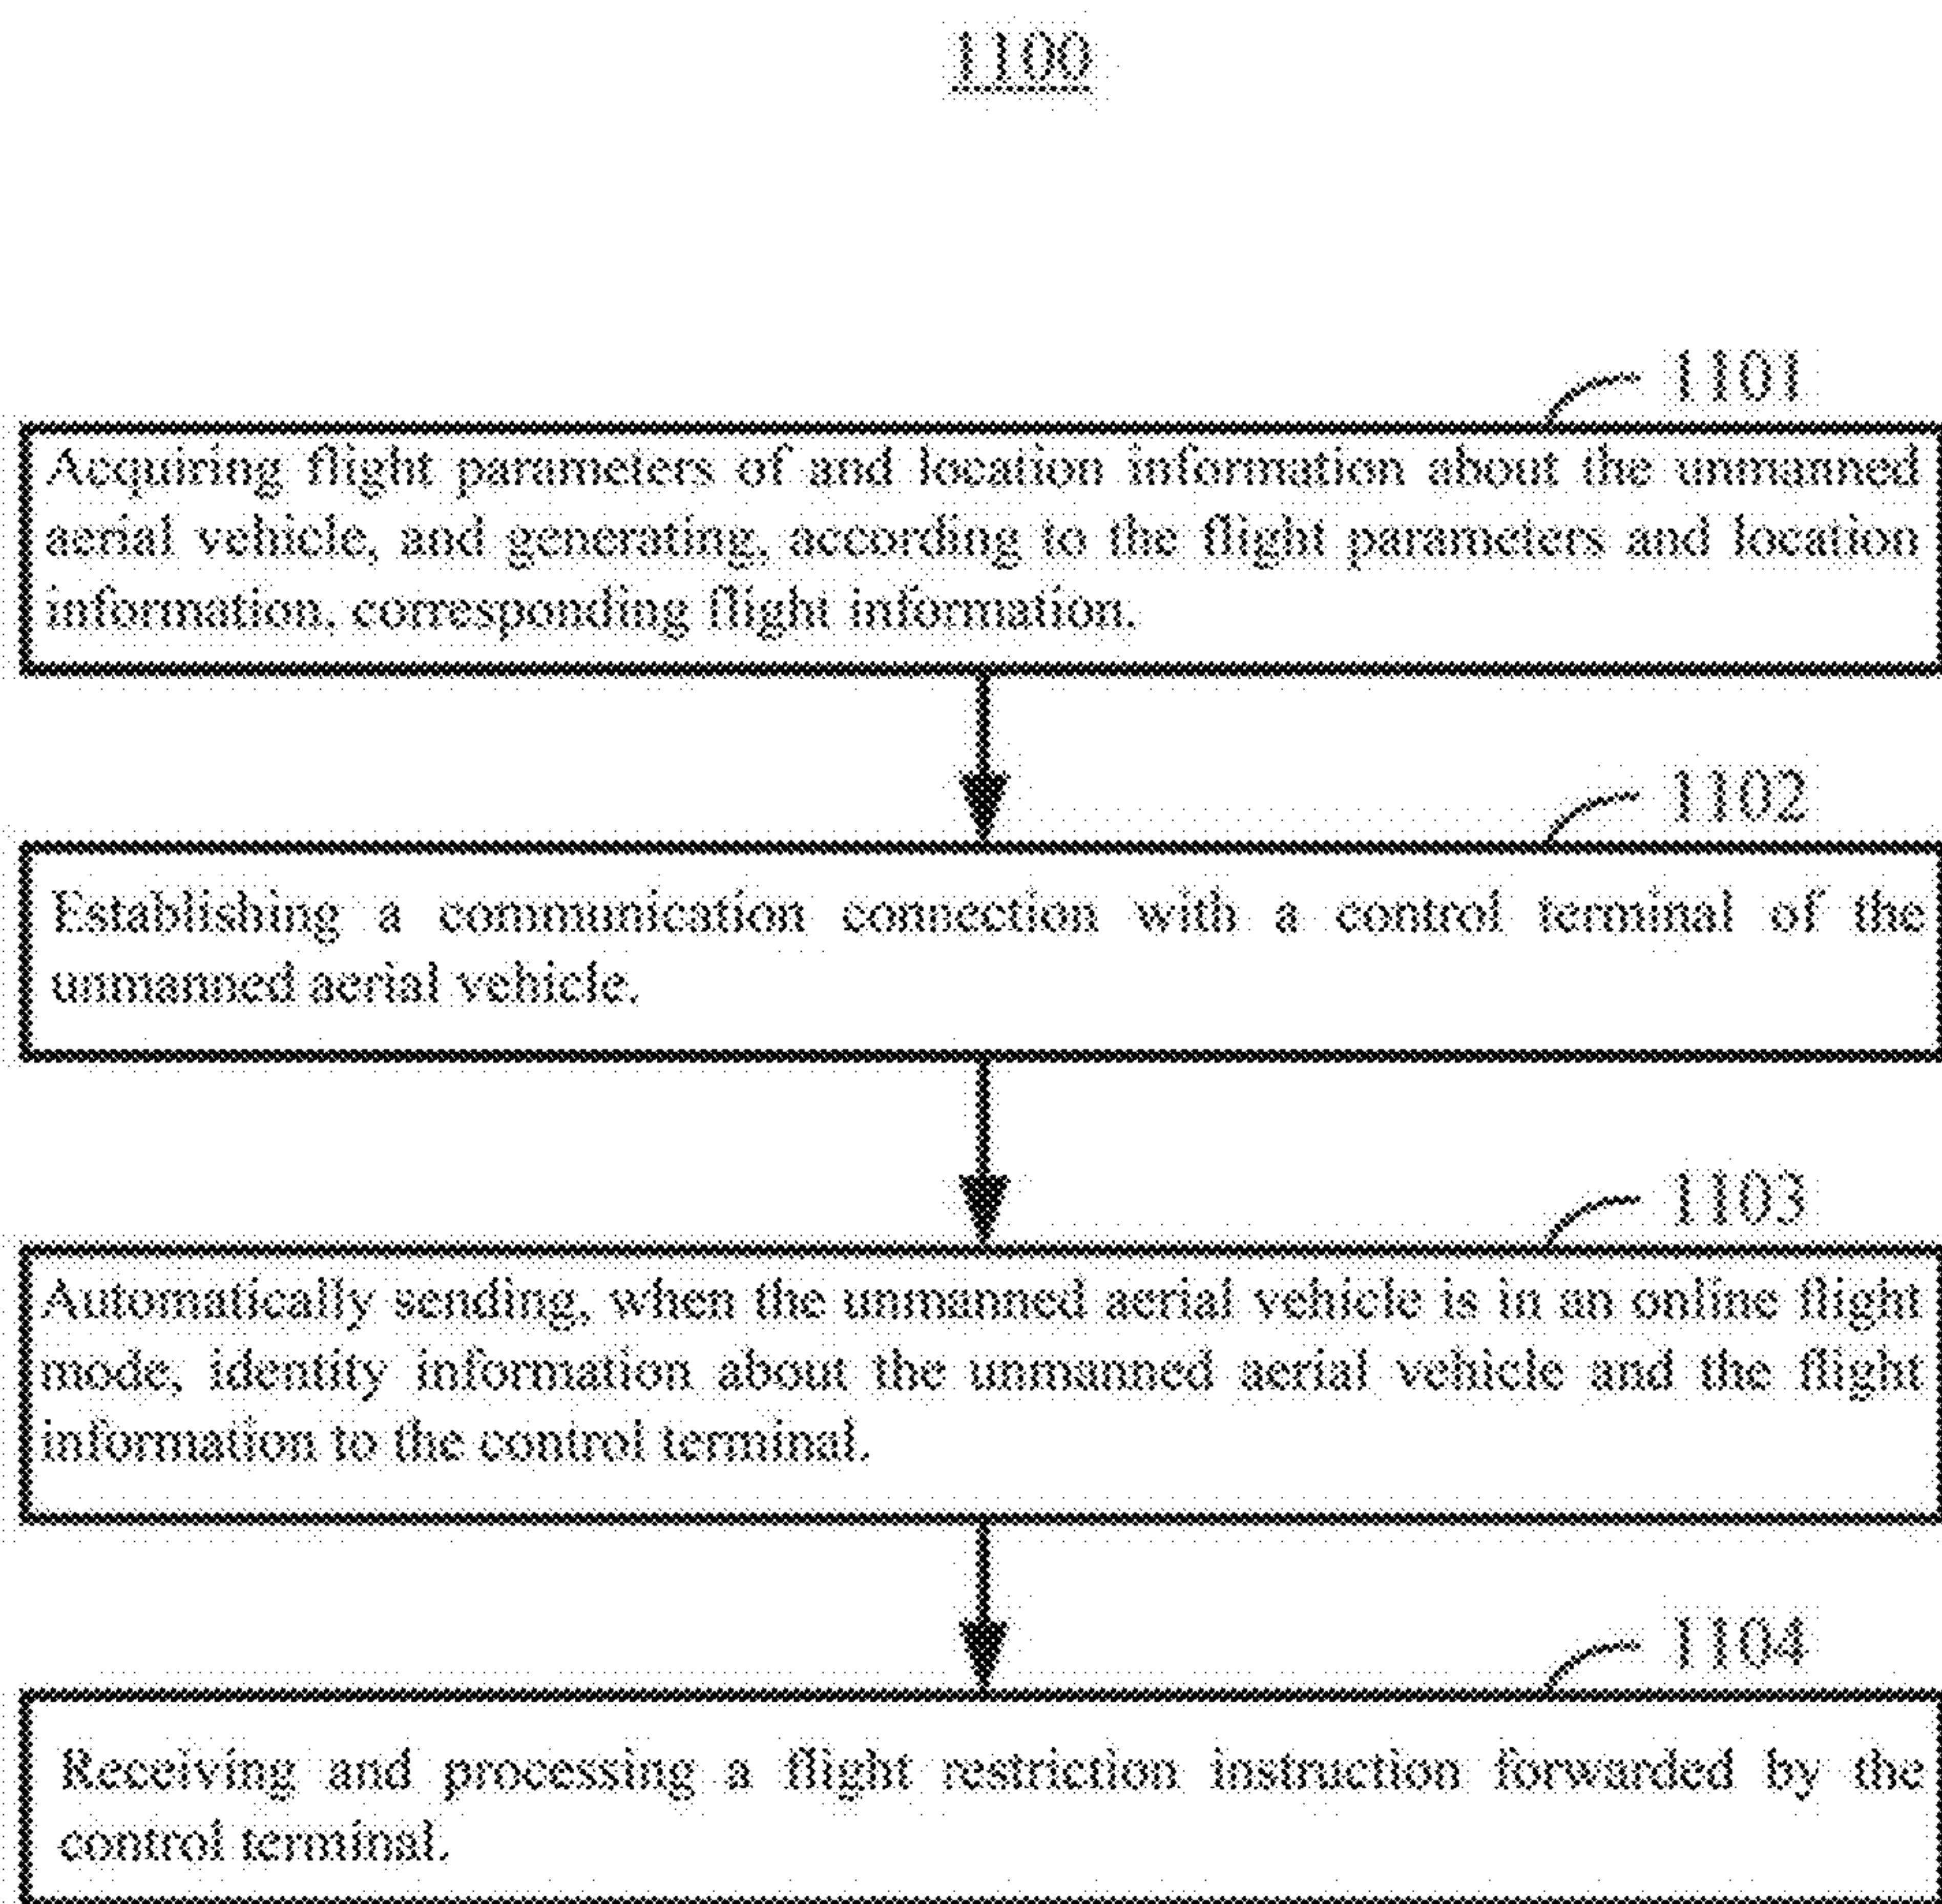 1100
1101
Acquiring flight parameters of and location information about the unmanned
aerial vehicle, and generating, according to the flight parameters and location
information, corresponding flight information.
1102
Establishing a communication connection with a control terminal of the
unmanned aerial vehicle.
1103
Automatically sending, when the unmanned aerial vehicle is in an online flight
mode, identity information about the unmanned aerial vehicle and the flight
information to the control terminal.
1104
Receiving and processing a flight restriction instruction forwarded by the
control terminal.